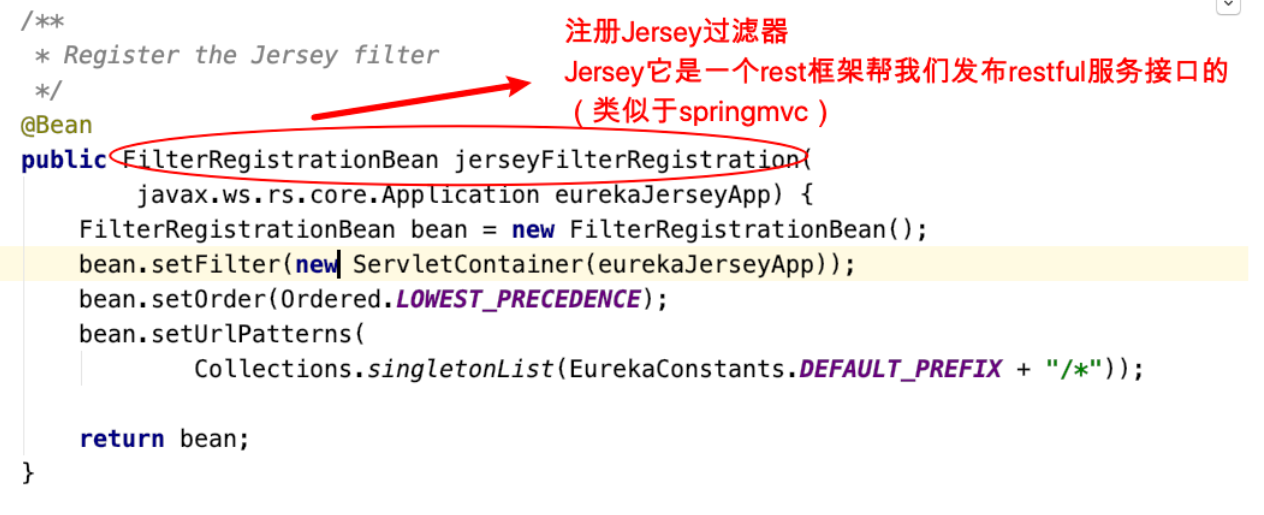 /**
* Register the Jersey filter
*/
@Bean
public FilterRegistrationBean jerseyFilterRegistration(
javax.ws.rs.core.Application eurekaJerseyApp) {
FilterRegistrationBean bean = new FilterRegistrationBean();
bean.setFilter(new ServletContainer(eurekaJerseyApp));
bean.setOrder(Ordered.LOWEST_PRECEDENCE);
bean.setUrlPatterns(
Collections.singletonList(EurekaConstants.DEFAULT_PREFIX + "/*"));
return bean;
}
注册Jersey过滤器
Jersey它是一个rest框架帮我们发布restful服务接口的
（类似于springmvc）